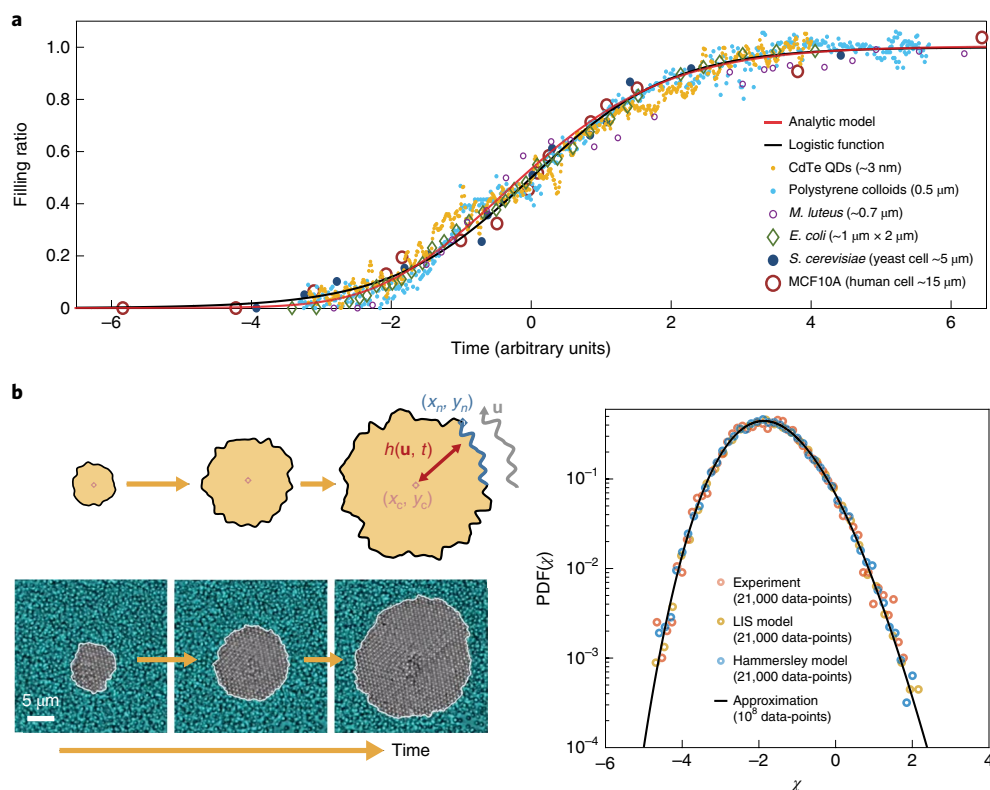 a
1.0
0.8
0.6
0.4
0.2
0
Filling ratio
−6
−4
−2
0
2
4
6
Time (arbitrary units)
Analytic model
Logistic function
CdTe QDs (~3 nm)
Polystyrene colloids (0.5 μm)
M. luteus (~0.7 μm)
E. coli (~1 μm × 2 μm)
S. cerevisiae (yeast cell ~5 μm)
MCF10A (human cell ~15 μm)
b
(xn, yn)
u
h(u, t)
(xc, yc)
5 μm
Time
10−1
10−2
10−3
10−4
PDF(χ)
Experiment
(21,000 data-points)
LIS model
(21,000 data-points)
Hammersley model
(21,000 data-points)
Approximation
(108 data-points)
−6
−4
−2
0
2
4
χ